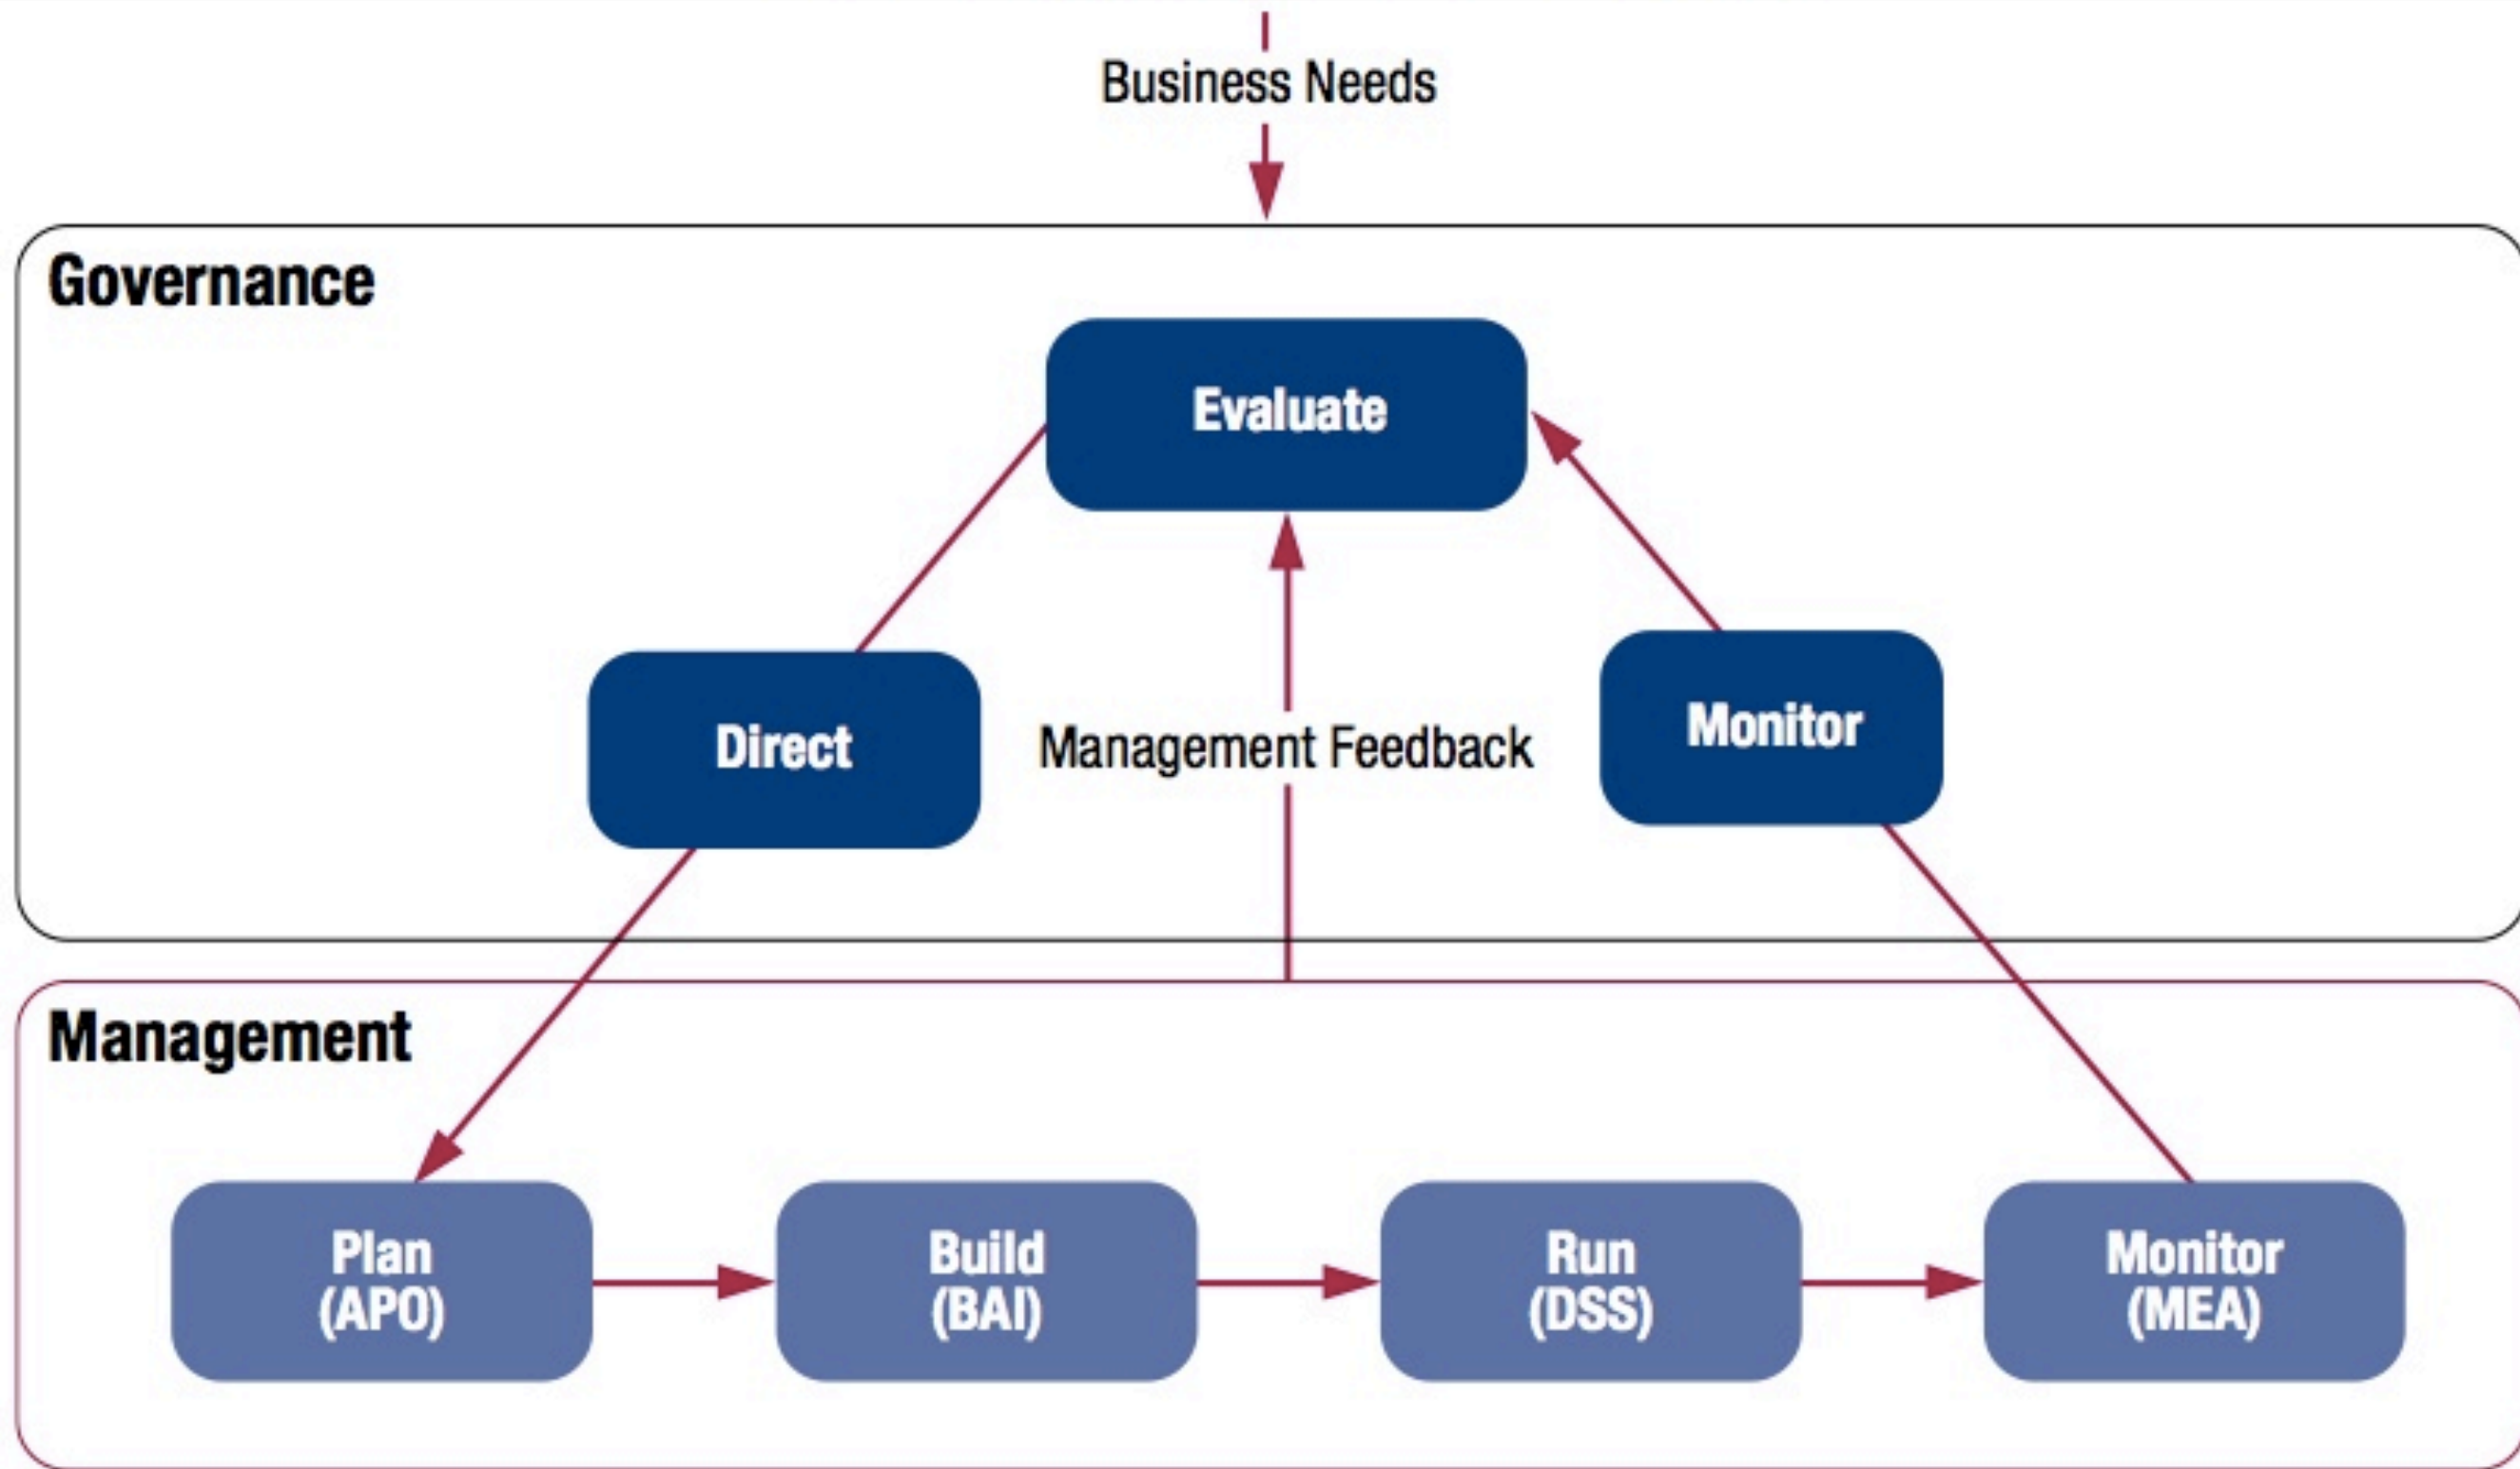 Business Needs
Governance
Evaluate
Direct
Management Feedback
Monitor
Management
Plan
(APO)
Build
(BAI)
Run
(DSS)
Monitor
(MEA)